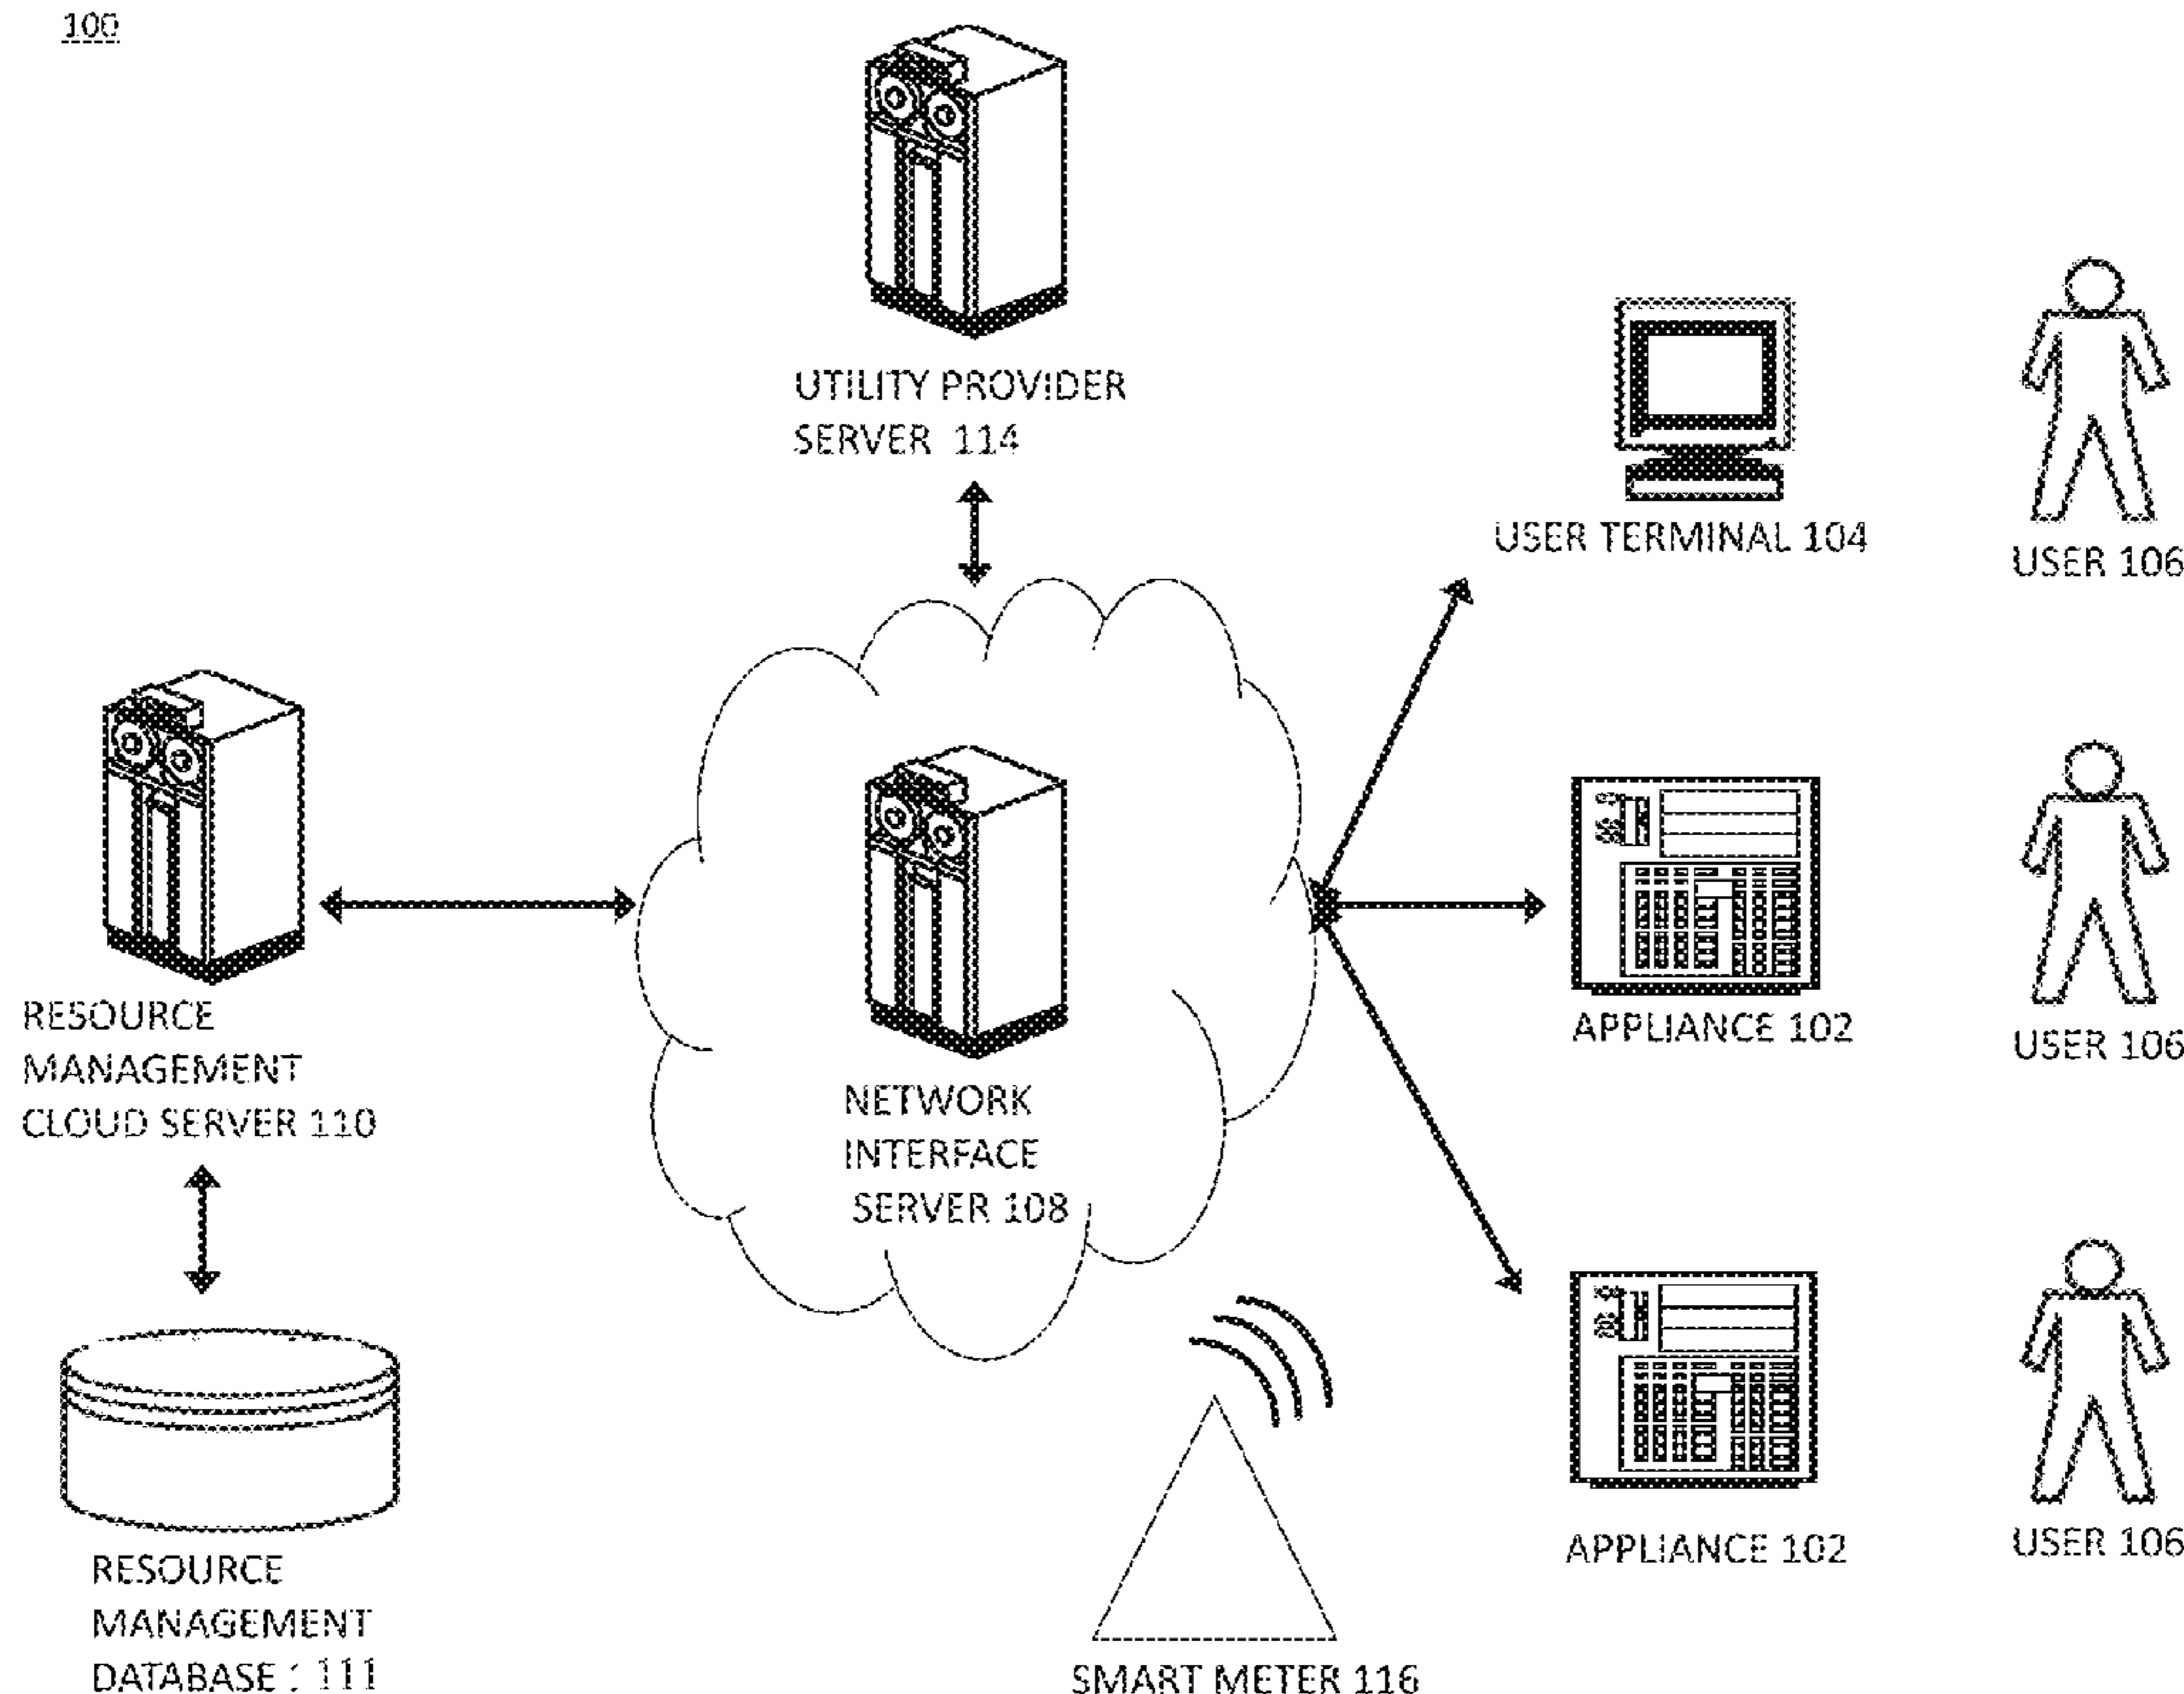 100
UTILITY PROVIDER
SERVER 114
USER TERMINAL 104
USER 106
RESOURCE
MANAGEMENT
CLOUD SERVER 110
NETWORK
INTERFACE
SERVER 108
APPLIANCE 102
USER 106
RESOURCE
MANAGEMENT
DATABASE : 111
SMART METER 116
APPLIANCE 102
USER 106